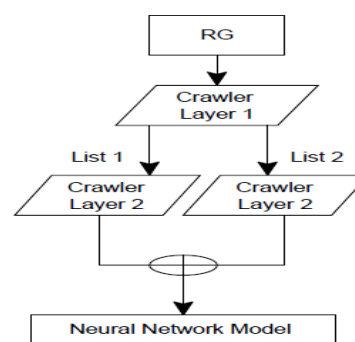 RG
Crawler
Layer 1
List 1
List 2
Crawler
Layer 2
Crawler
Layer 2
Neural Network Model